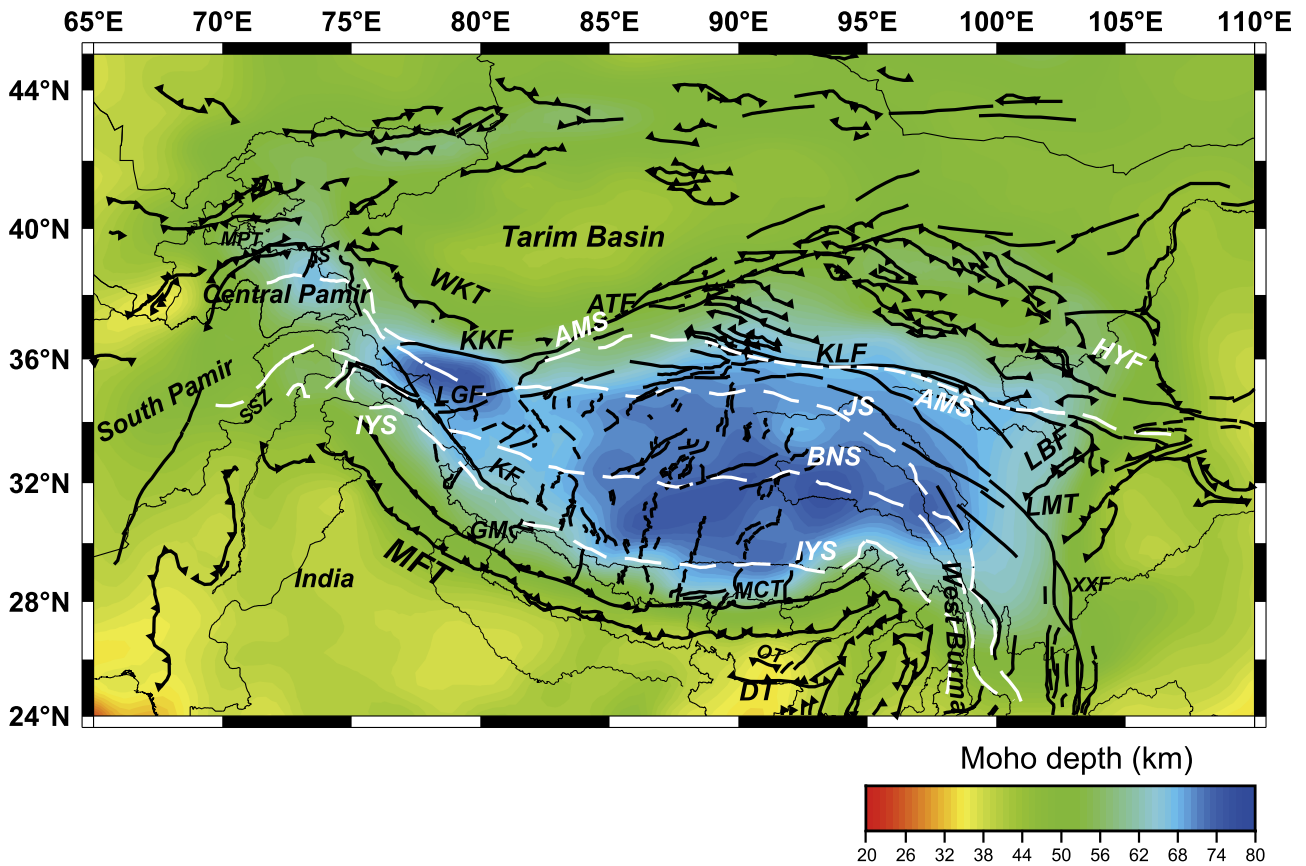 65°E 70°E 75°E 80°E 85°E 90°E 95°E 100°E 105°E 110°E
44°N
40°N
36°N
32°N
28°N
24°N
MPT
Tarim Basin
Central Pamir
WKT
ATF
AMS
KKF
KLF
HYF
South Pamir
LGF
SSZ
IYS
JS
AMS
BNS
LBF
KF
LMT
GM
IYS
MFT
India
MCT
West Burma
XXF
OT
DT
Moho depth (km)
20 26 32 38 44 50 56 62 68 74 80